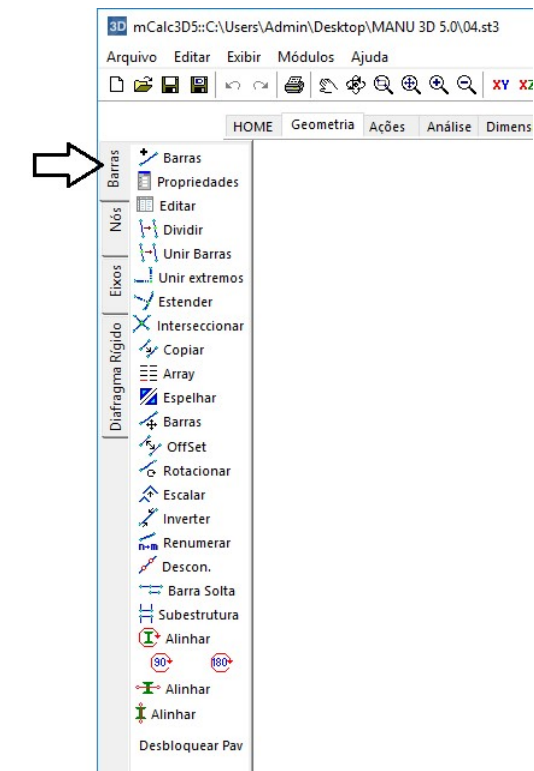 3D mCalc3D5::C:\Users\Admin\Desktop\MANU 3D 5.0\04.st3
Arquivo Editar Exibir Módulos Ajuda
XY XZ
HOME Geometria Ações Análise Dimens
Barras
Nós
Eixos
Diafragma Rígido
Barras
Propriedades
Editar
Dividir
Unir Barras
Unir extremos
Estender
Interseccionar
Copiar
Array
Espelhar
Barras
OffSet
Rotacionar
Escalar
Inverter
n→m Renumerar
Descon.
Barra Solta
Subestrutura
Alinhar
90 180
Alinhar
Alinhar
Desbloquear Pav